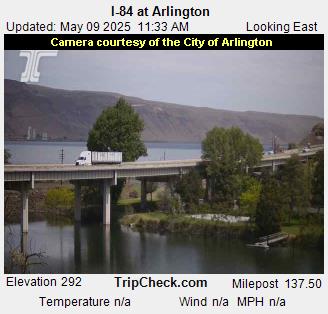 I-84 at Arlington
Updated: May 09 2025 11:33 AM Looking East
Camera courtesy of the City of Arlington
Elevation 292 TripCheck.com Milepost 137.50
Temperature n/a Wind n/a MPH n/a